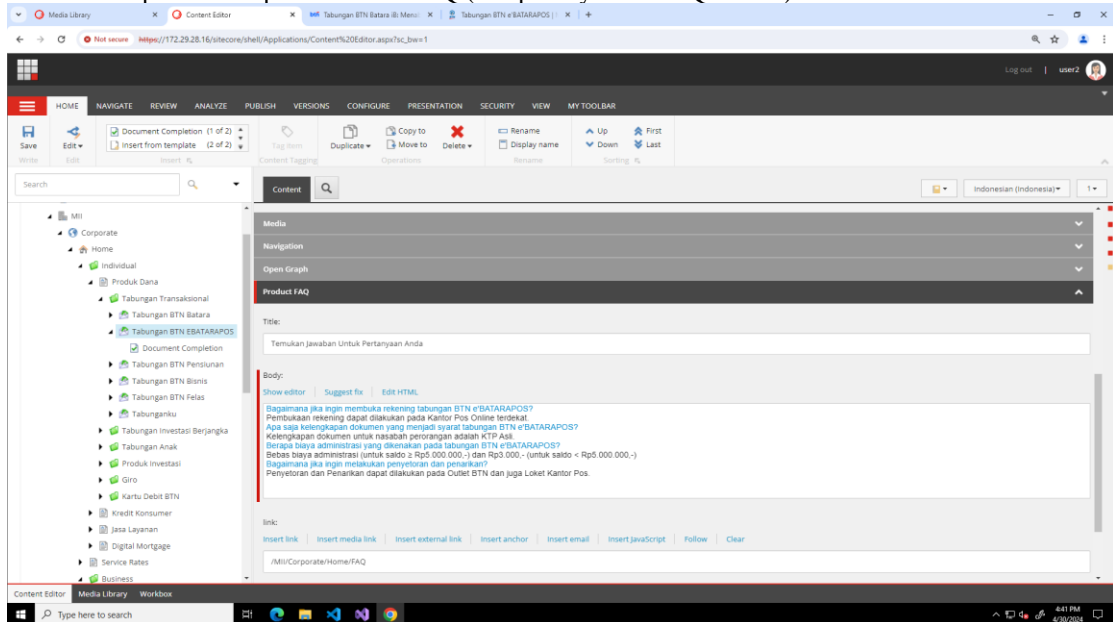 Media Library
Content Editor
Tabungan BTN Batara iB: Menab
Tabungan BTN e'BATARAPOS |
Not secure https://172.29.28.16/sitecore/shell/Applications/Content%20Editor.aspx?sc_bw=1
Log out | user2
HOME NAVIGATE REVIEW ANALYZE PUBLISH VERSIONS CONFIGURE PRESENTATION SECURITY VIEW MY TOOLBAR
Document Completion (1 of 2)
Insert from template (2 of 2)
Save Edit Tag item Duplicate Copy to Move to Delete Rename Display name Up Down First Last
Write Edit Insert Content Tagging Operations Rename Sorting
Search
Content
Indonesian (Indonesia) 1
MII
Corporate
Home
Individual
Produk Dana
Tabungan Transaksional
Tabungan BTN Batara
Tabungan BTN EBATARAPOS
Document Completion
Tabungan BTN Pensiunan
Tabungan BTN Bisnis
Tabungan BTN Felas
Tabunganku
Tabungan Investasi Berjangka
Tabungan Anak
Produk Investasi
Giro
Kartu Debit BTN
Kredit Konsumer
Jasa Layanan
Digital Mortgage
Service Rates
Business
Media
Navigation
Open Graph
Product FAQ
Title:
Temukan Jawaban Untuk Pertanyaan Anda
Body:
Show editor Suggest fix Edit HTML
Bagaimana jika ingin membuka rekening tabungan BTN e'BATARAPOS?
Pembukaan rekening dapat dilakukan pada Kantor Pos Online terdekat.
Apa saja kelengkapan dokumen yang menjadi syarat tabungan BTN e'BATARAPOS?
Kelengkapan dokumen untuk nasabah perorangan adalah KTP Asli.
Berapa biaya administrasi yang dikenakan pada tabungan BTN e'BATARAPOS?
Bebas biaya administrasi (untuk saldo ≥ Rp5.000.000,-) dan Rp3.000,- (untuk saldo < Rp5.000.000,-)
Bagaimana jika ingin melakukan penyetoran dan penarikan?
Penyetoran dan Penarikan dapat dilakukan pada Outlet BTN dan juga Loket Kantor Pos.
link:
Insert link Insert media link Insert external link Insert anchor Insert email Insert JavaScript Follow Clear
/MII/Corporate/Home/FAQ
Content Editor Media Library Workbox
Type here to search
4:41 PM
4/30/2024